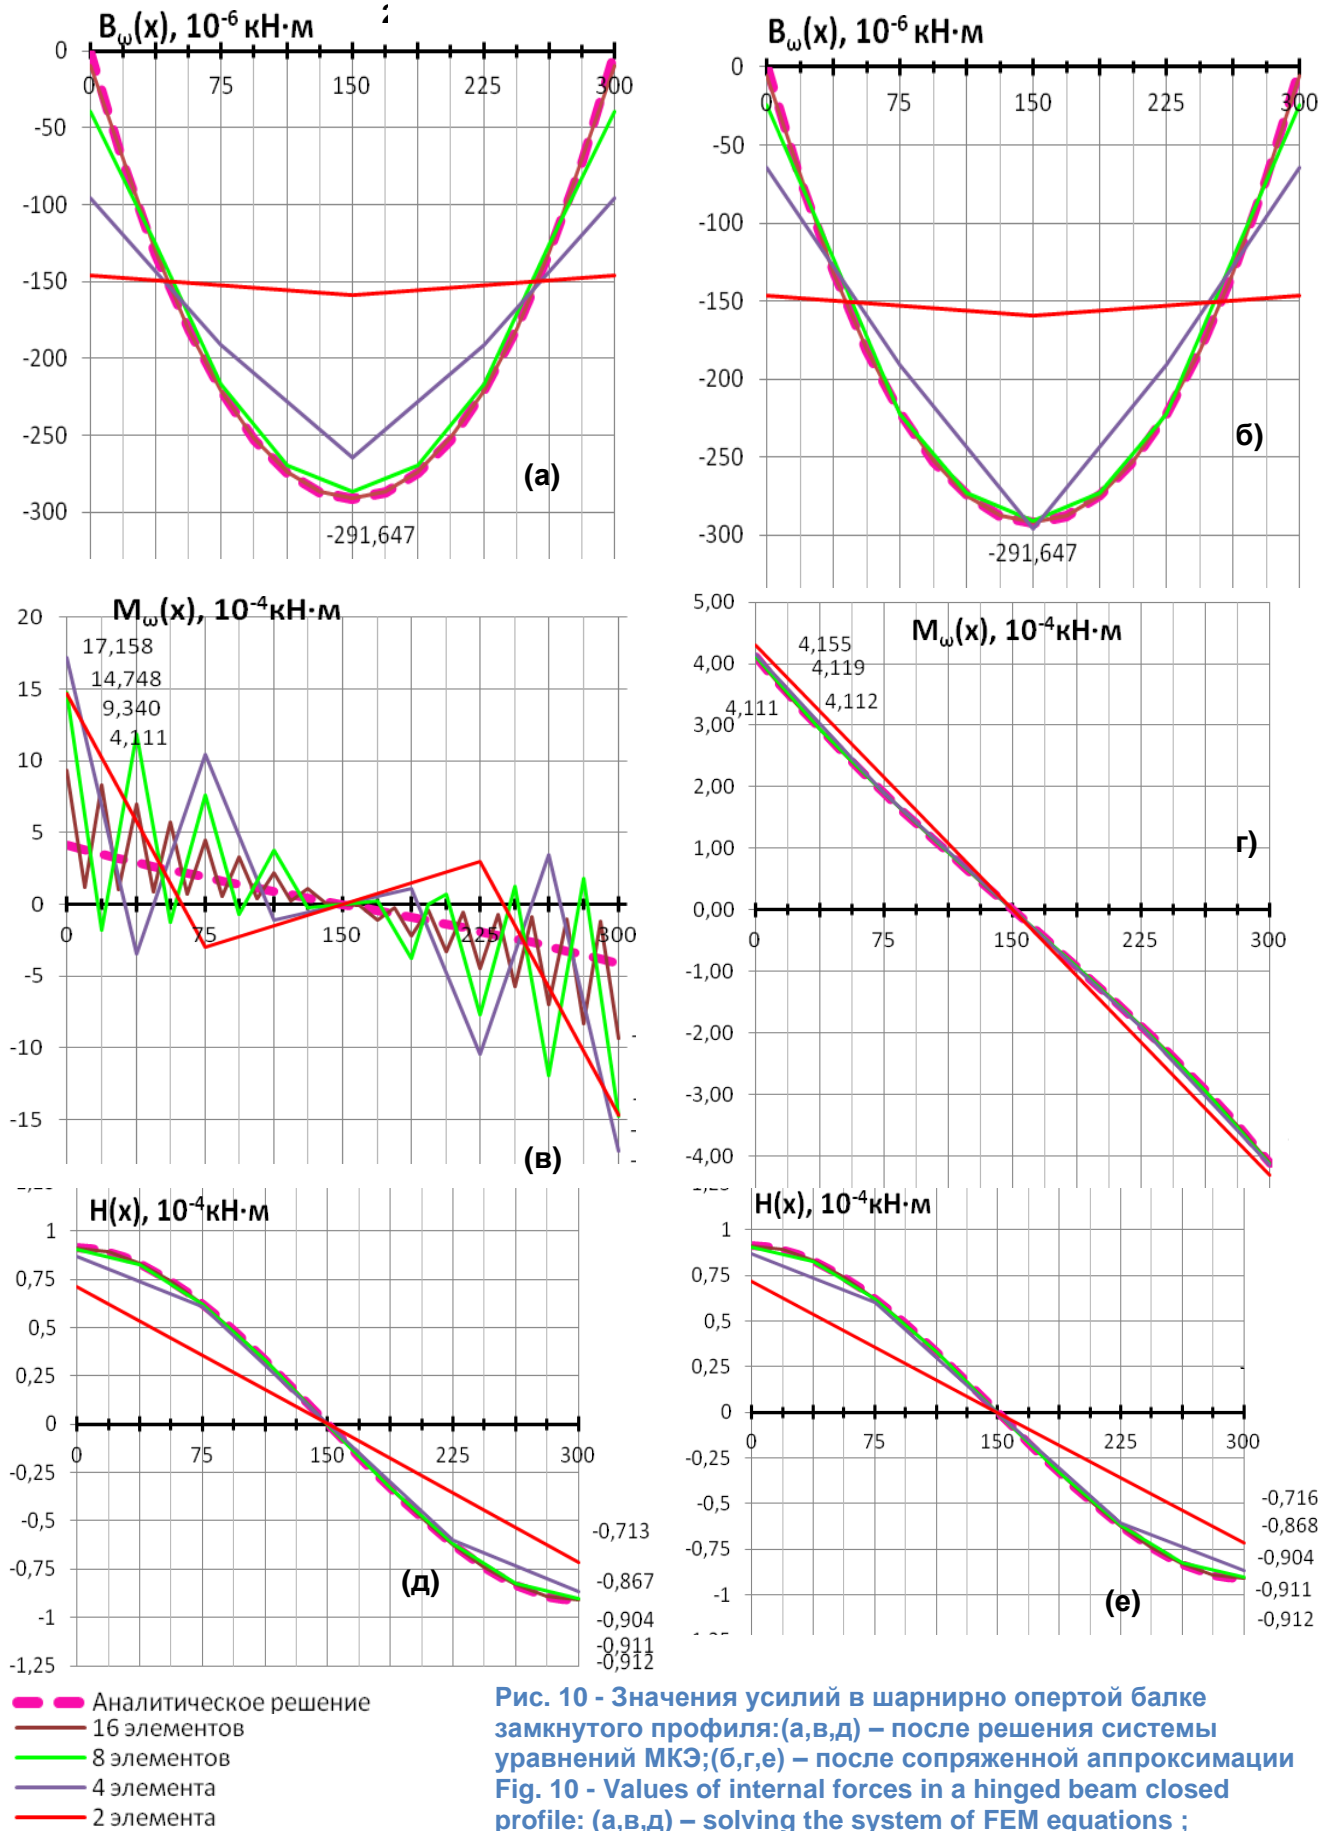 B_ω(x), 10⁻⁶ кН·м
0
-50
-100
-150
-200
-250
-300
0 75 150 225 300
-291,647
(а)
B_ω(x), 10⁻⁶ кН·м
0
-50
-100
-150
-200
-250
-300
0 75 150 225 300
-291,647
б)
M_ω(x), 10⁻⁴кН·м
20
15
10
5
0
-5
-10
-15
17,158
14,748
9,340
4,111
0 75 150 225 300
(в)
M_ω(x), 10⁻⁴кН·м
5,00
4,00
3,00
2,00
1,00
0,00
-1,00
-2,00
-3,00
-4,00
4,155
4,119
4,112
4,111
0 75 150 225 300
г)
H(x), 10⁻⁴кН·м
1
0,75
0,5
0,25
0
-0,25
-0,5
-0,75
-1
-1,25
0 75 150 225 300
-0,713
-0,867
-0,904
-0,911
-0,912
(д)
H(x), 10⁻⁴кН·м
1
0,75
0,5
0,25
0
-0,25
-0,5
-0,75
-1
0 75 150 225 300
-0,716
-0,868
-0,904
-0,911
-0,912
(е)
Аналитическое решение
16 элементов
8 элементов
4 элемента
2 элемента
Рис. 10 - Значения усилий в шарнирно опертой балке
замкнутого профиля:(а,в,д) – после решения системы
уравнений МКЭ;(б,г,е) – после сопряженной аппроксимации
Fig. 10 - Values of internal forces in a hinged beam closed
profile: (а,в,д) – solving the system of FEM equations ;